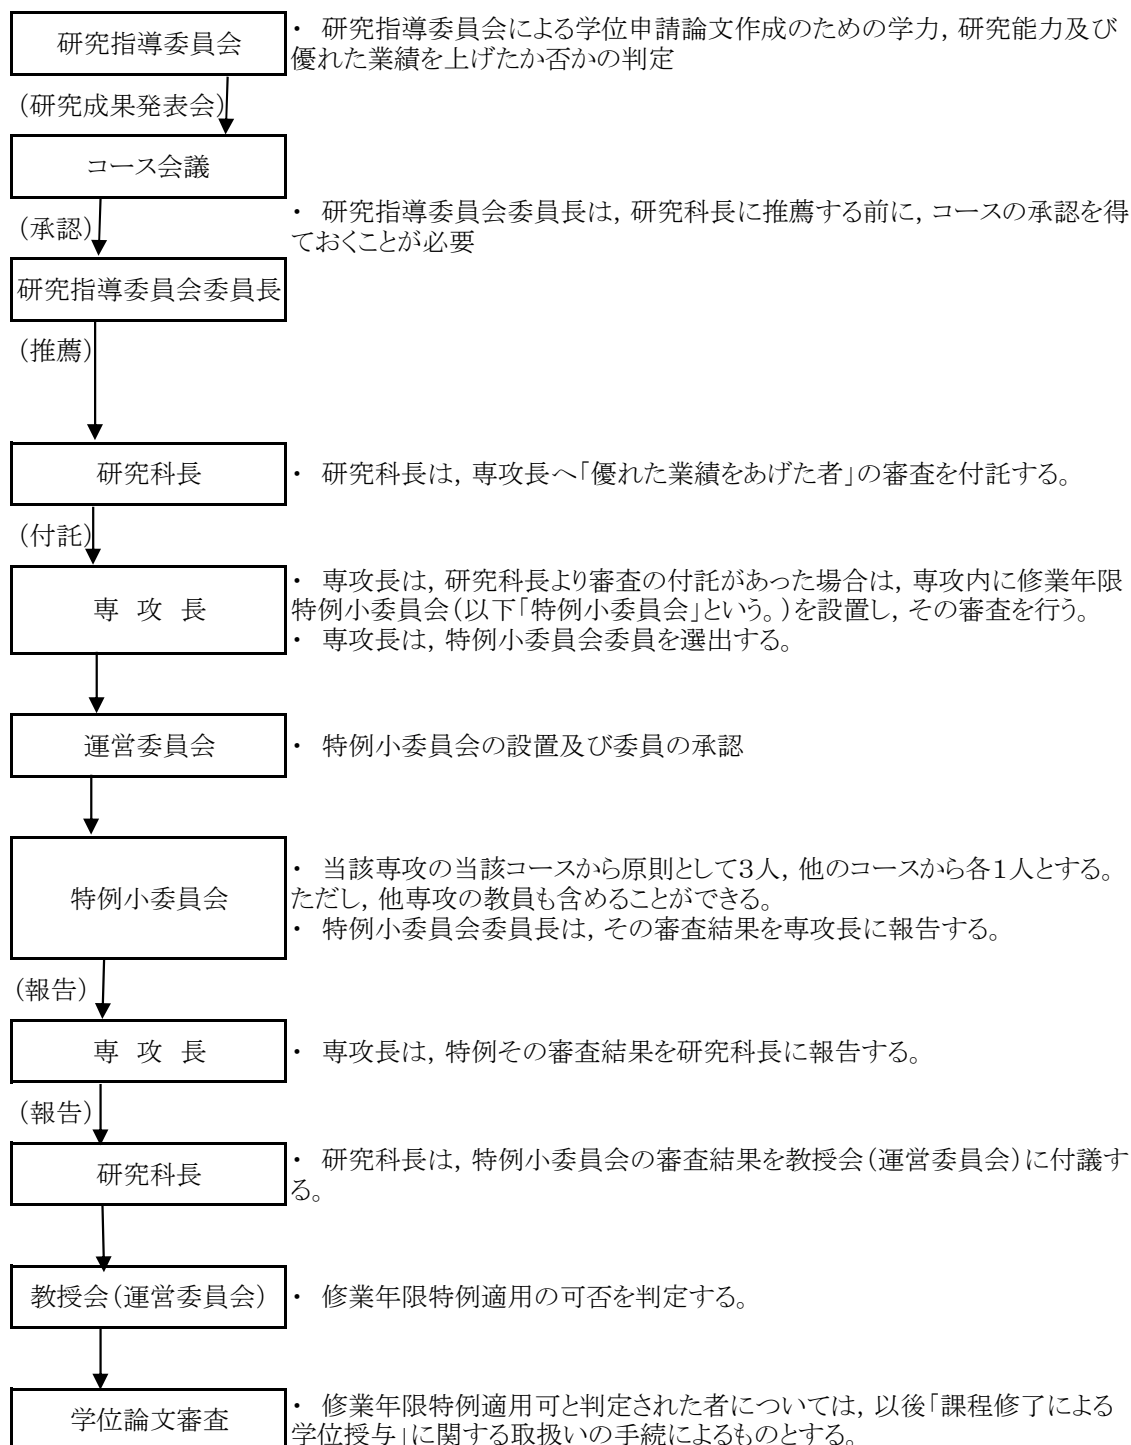 研究指導委員会
・ 研究指導委員会による学位申請論文作成のための学力，研究能力及び
優れた業績を上げたか否かの判定
（研究成果発表会）
コース会議
（承認）
・ 研究指導委員会委員長は，研究科長に推薦する前に，コースの承認を得
ておくことが必要
研究指導委員会委員長
（推薦）
研究科長
・ 研究科長は，専攻長へ「優れた業績をあげた者」の審査を付託する。
（付託）
専 攻 長
・ 専攻長は，研究科長より審査の付託があった場合は，専攻内に修業年限
特例小委員会（以下「特例小委員会」という。）を設置し，その審査を行う。
・ 専攻長は，特例小委員会委員を選出する。
運営委員会
・ 特例小委員会の設置及び委員の承認
特例小委員会
・ 当該専攻の当該コースから原則として３人，他のコースから各１人とする。
ただし，他専攻の教員も含めることができる。
・ 特例小委員会委員長は，その審査結果を専攻長に報告する。
（報告）
専 攻 長
・ 専攻長は，特例その審査結果を研究科長に報告する。
（報告）
研究科長
・ 研究科長は，特例小委員会の審査結果を教授会（運営委員会）に付議す
る。
教授会（運営委員会）
・ 修業年限特例適用の可否を判定する。
学位論文審査
・ 修業年限特例適用可と判定された者については，以後「課程修了による
学位授与」に関する取扱いの手続によるものとする。